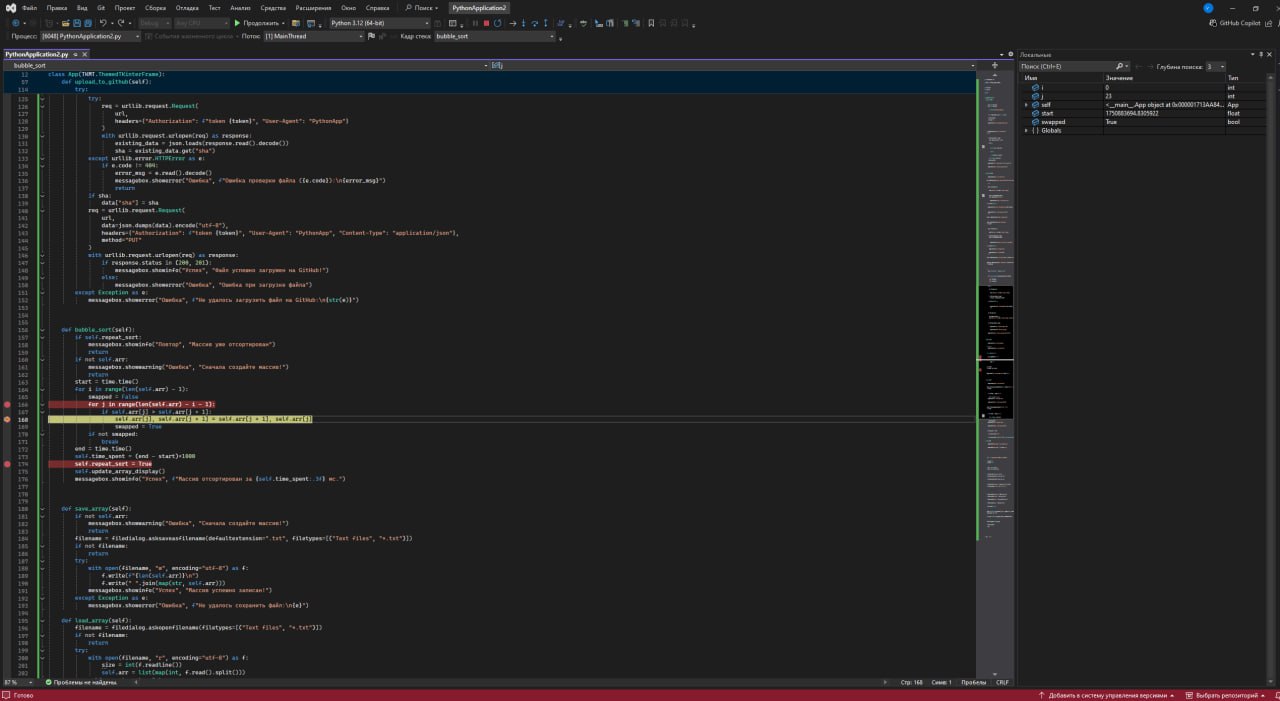 Файл Правка Вид Git Проект Сборка Отладка Тест Анализ Средства Расширения Окно Справка Поиск PythonApplication2
Debug Any CPU Продолжить Python 3.12 (64-bit) GitHub Copilot
Процесс: [6048] PythonApplication2.py События жизненного цикла Поток: [1] MainThread Кадр стека: bubble_sort
PythonApplication2.py
bubble_sort
12 class App(TKMT.ThemedTKinterFrame):
97 def upload_to_github(self):
114 try:
125 try:
126 req = urllib.request.Request(
127 url,
128 headers={"Authorization": f"token {token}", "User-Agent": "PythonApp"}
129 )
130 with urllib.request.urlopen(req) as response:
131 existing_data = json.loads(response.read().decode())
132 sha = existing_data.get("sha")
133 except urllib.error.HTTPError as e:
134 if e.code != 404:
135 error_msg = e.read().decode()
136 messagebox.showerror("Ошибка", f"Ошибка проверки файла ({e.code}):\n{error_msg}")
137 return
138 if sha:
139 data["sha"] = sha
140 req = urllib.request.Request(
141 url,
142 data=json.dumps(data).encode("utf-8"),
143 headers={"Authorization": f"token {token}", "User-Agent": "PythonApp", "Content-Type": "application/json"},
144 method="PUT"
145 )
146 with urllib.request.urlopen(req) as response:
147 if response.status in (200, 201):
148 messagebox.showinfo("Успех", "Файл успешно загружен на GitHub!")
149 else:
150 messagebox.showerror("Ошибка", "Ошибка при загрузке файла")
151 except Exception as e:
152 messagebox.showerror("Ошибка", f"Не удалось загрузить файл на GitHub:\n{str(e)}")
153
154
155
156 def bubble_sort(self):
157 if self.repeat_sort:
158 messagebox.showinfo("Повтор", "Массив уже отсортирован")
159 return
160 if not self.arr:
161 messagebox.showwarning("Ошибка", "Сначала создайте массив!")
162 return
163 start = time.time()
164 for i in range(len(self.arr) - 1):
165 swapped = False
166 for j in range(len(self.arr) - i - 1):
167 if self.arr[j] > self.arr[j + 1]:
168 self.arr[j], self.arr[j + 1] = self.arr[j + 1], self.arr[j]
169 swapped = True
170 if not swapped:
171 break
172 end = time.time()
173 self.time_spent = (end - start)*1000
174 self.repeat_sort = True
175 self.update_array_display()
176 messagebox.showinfo("Успех", f"Массив отсортирован за {self.time_spent:.3f} мс.")
177
178
179
180 def save_array(self):
181 if not self.arr:
182 messagebox.showwarning("Ошибка", "Сначала создайте массив!")
183 return
184 filename = filedialog.asksaveasfilename(defaultextension=".txt", filetypes=[("Text files", "*.txt")])
185 if not filename:
186 return
187 try:
188 with open(filename, "w", encoding="utf-8") as f:
189 f.write(f"{len(self.arr)}\n")
190 f.write(" ".join(map(str, self.arr)))
191 messagebox.showinfo("Успех", "Массив успешно записан!")
192 except Exception as e:
193 messagebox.showerror("Ошибка", f"Не удалось сохранить файл:\n{e}")
194
195 def load_array(self):
196 filename = filedialog.askopenfilename(filetypes=[("Text files", "*.txt")])
197 if not filename:
198 return
199 try:
200 with open(filename, "r", encoding="utf-8") as f:
201 size = int(f.readline())
202 self.arr = list(map(int, f.read().split()))
87 % Проблемы не найдены. Стр: 168 Симв: 1 Пробелы CRLF
Локальные
Поиск (Ctrl+E) Глубина поиска: 3
Имя Значение Тип
i 0 int
j 23 int
self <__main__.App object at 0x000001713AA84... App
start 1750883694.8305922 float
swapped True bool
Globals
Готово Добавить в систему управления версиями Выбрать репозиторий